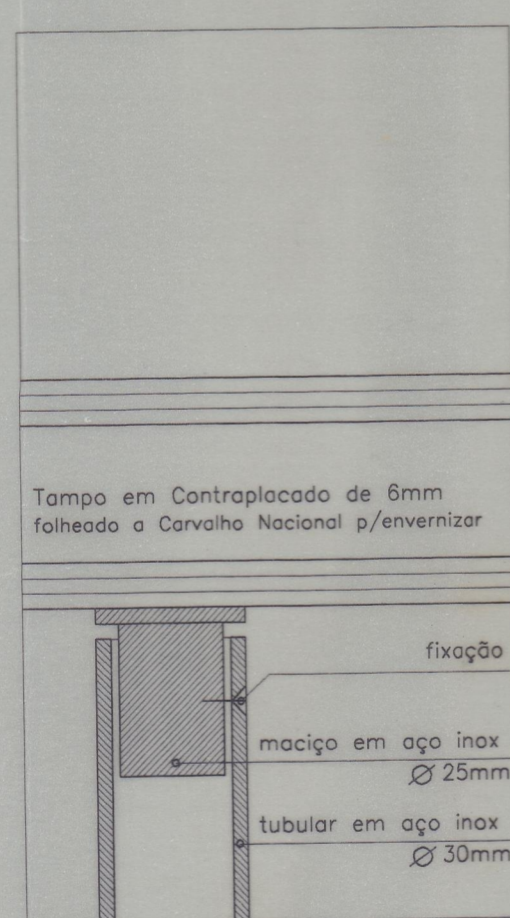 Tampo em Contraplacado de 6mm
folheado a Carvalho Nacional p/envernizar
fixação
maciço em aço inox
Ø 25mm
tubular em aço inox
Ø 30mm